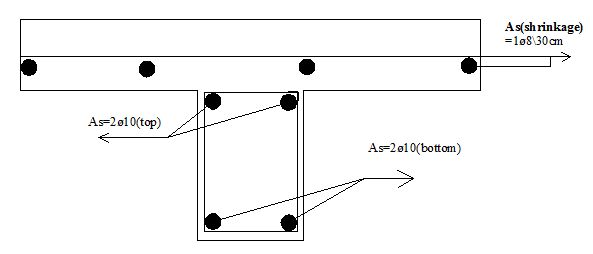 As(shrinkage)
=1ø8\30cm
As=2ø10(top)
As=2ø10(bottom)